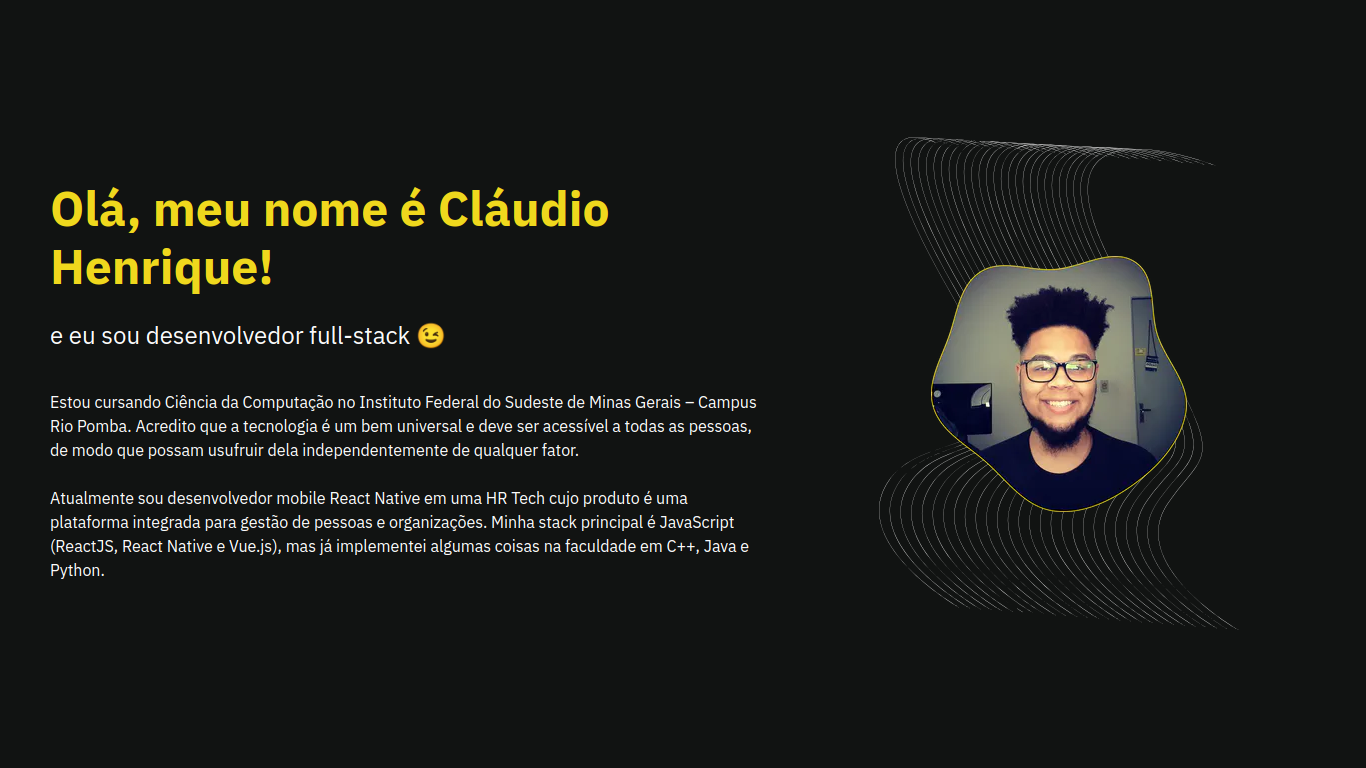 Olá, meu nome é Cláudio
Henrique!
e eu sou desenvolvedor full-stack 😉
Estou cursando Ciência da Computação no Instituto Federal do Sudeste de Minas Gerais – Campus
Rio Pomba. Acredito que a tecnologia é um bem universal e deve ser acessível a todas as pessoas,
de modo que possam usufruir dela independentemente de qualquer fator.
Atualmente sou desenvolvedor mobile React Native em uma HR Tech cujo produto é uma
plataforma integrada para gestão de pessoas e organizações. Minha stack principal é JavaScript
(ReactJS, React Native e Vue.js), mas já implementei algumas coisas na faculdade em C++, Java e
Python.